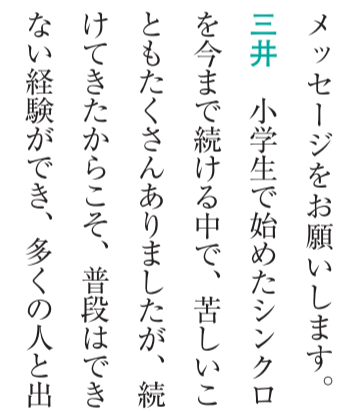 メッセージをお願いします。
三井　小学生で始めたシンクロ
を今まで続ける中で、苦しいこ
ともたくさんありましたが、続
けてきたからこそ、普段はでき
ない経験ができ、多くの人と出